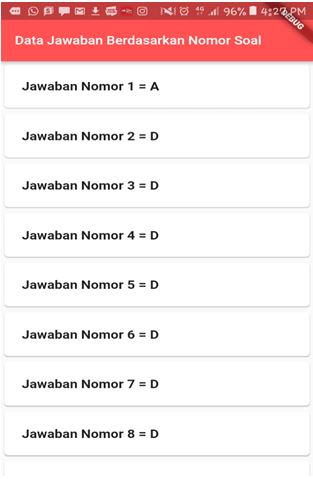 4G 96% 4:27 PM
DEBUG
Data Jawaban Berdasarkan Nomor Soal
Jawaban Nomor 1 = A
Jawaban Nomor 2 = D
Jawaban Nomor 3 = D
Jawaban Nomor 4 = D
Jawaban Nomor 5 = D
Jawaban Nomor 6 = D
Jawaban Nomor 7 = D
Jawaban Nomor 8 = D